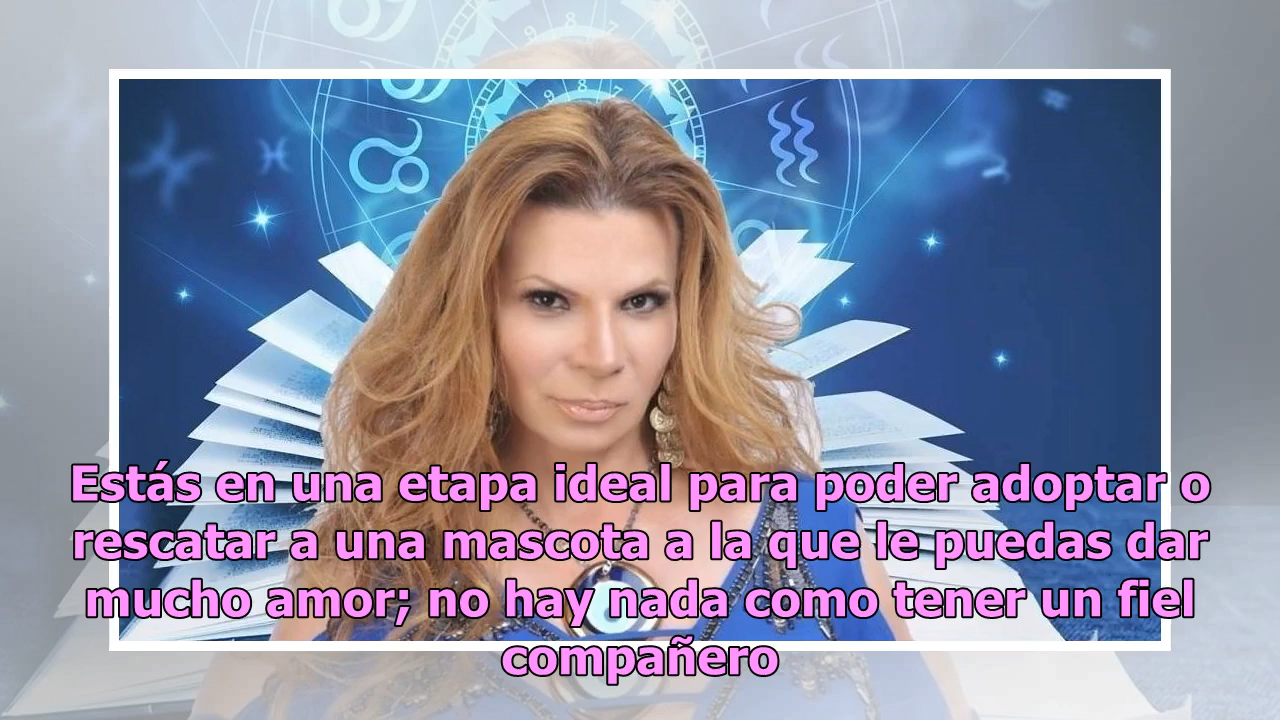 Estás en una etapa ideal para poder adoptar o
rescatar a una mascota a la que le puedas dar
mucho amor; no hay nada como tener un fiel
compañero